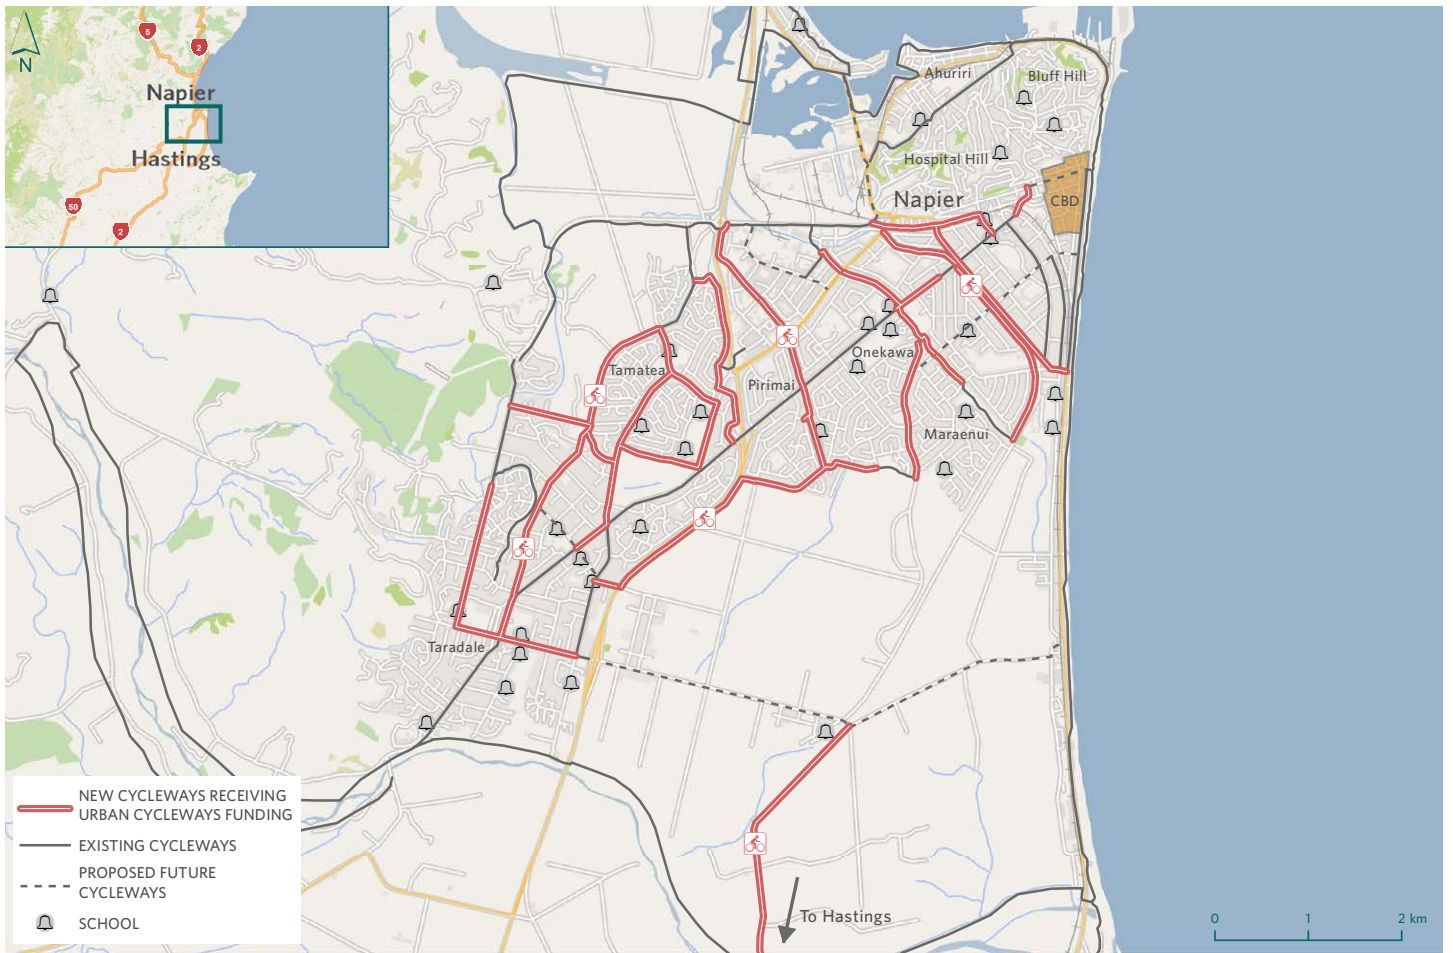 5
2
N
Napier
Hastings
50
2
Ahuriri
Bluff Hill
Hospital Hill
Napier
CBD
Tamatea
Pirimai
Onekawa
Maraenui
Taradale
NEW CYCLEWAYS RECEIVING
URBAN CYCLEWAYS FUNDING
EXISTING CYCLEWAYS
PROPOSED FUTURE
CYCLEWAYS
SCHOOL
To Hastings
0 1 2 km